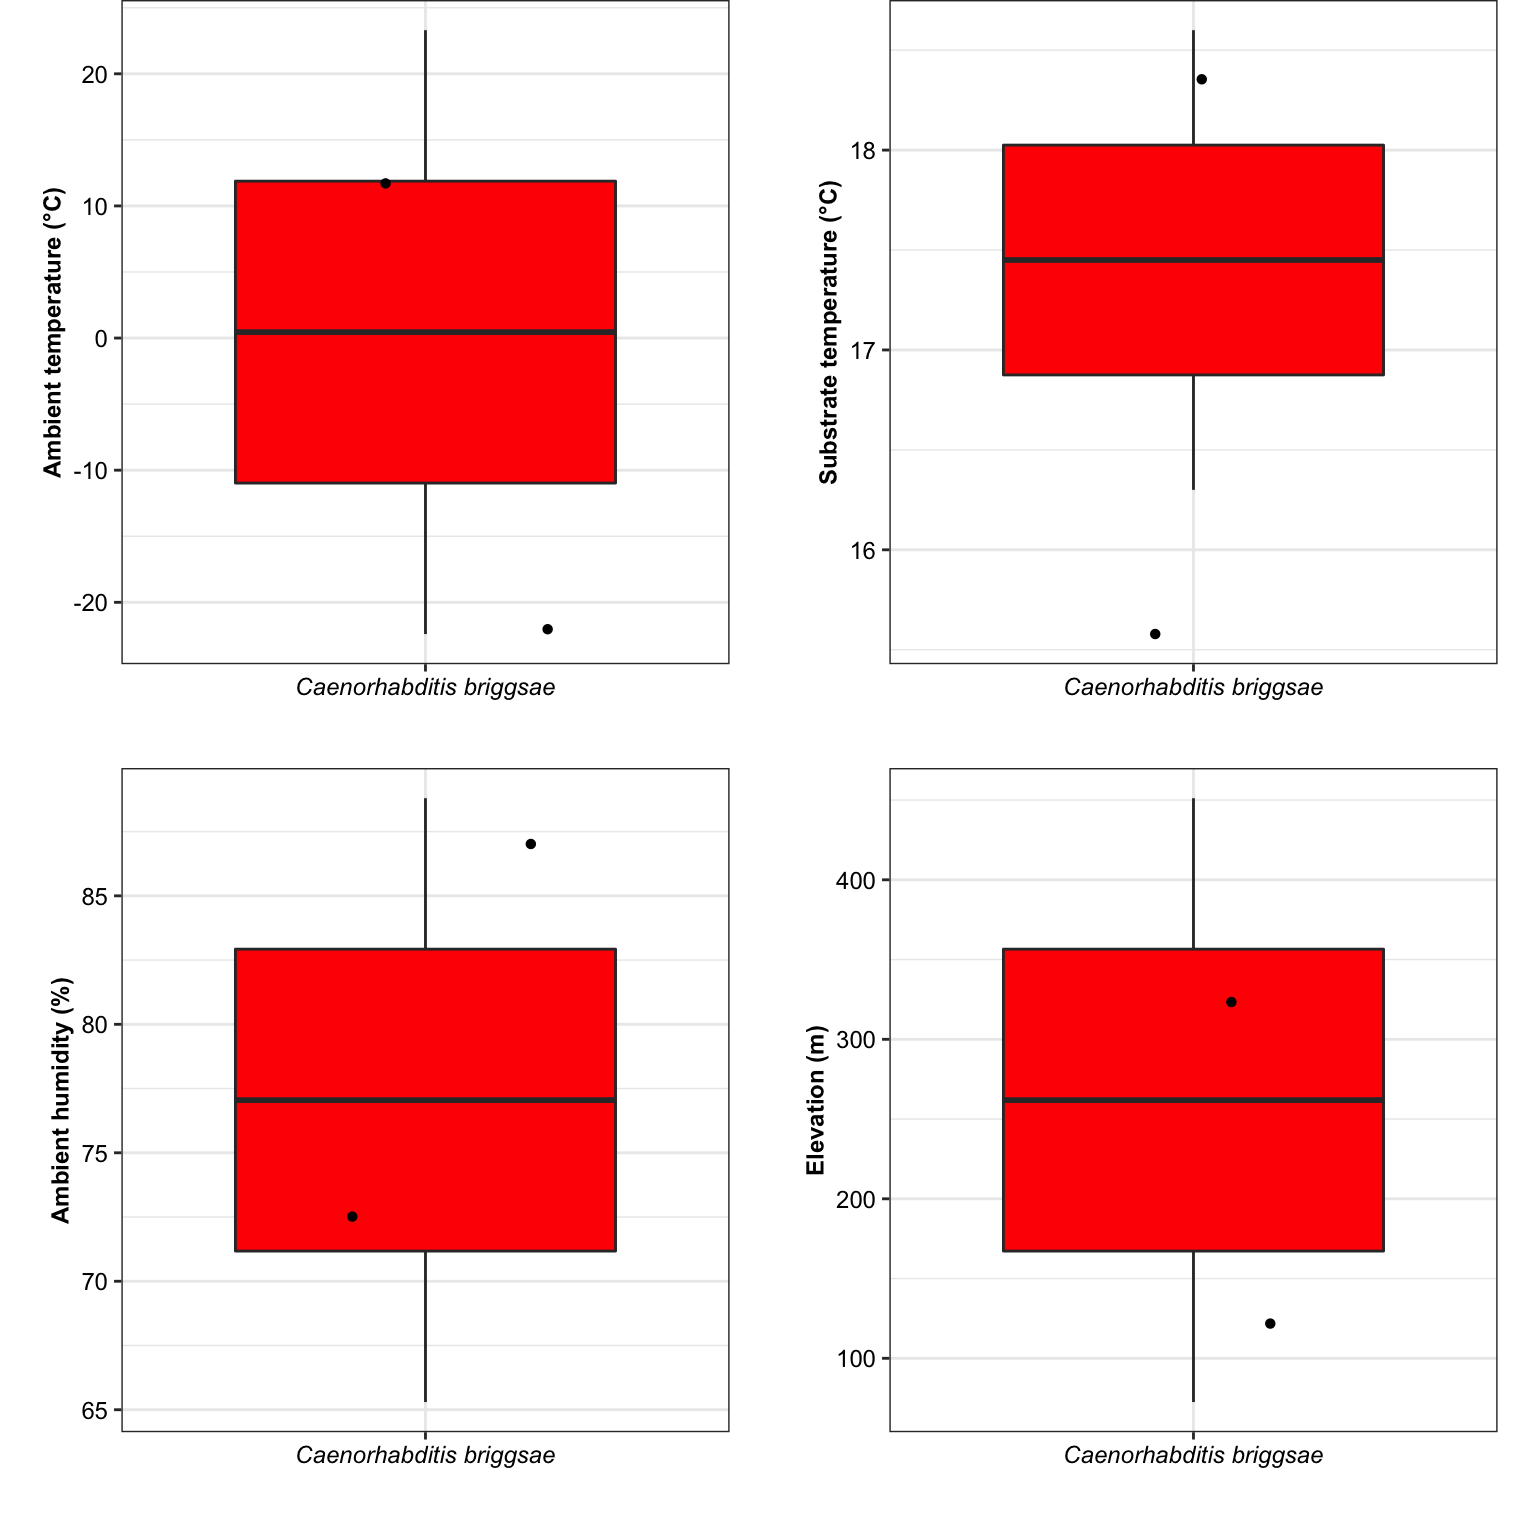 Ambient temperature (°C)
20
10
0
-10
-20
Caenorhabditis briggsae
Substrate temperature (°C)
18
17
16
Caenorhabditis briggsae
Ambient humidity (%)
85
80
75
70
65
Caenorhabditis briggsae
Elevation (m)
400
300
200
100
Caenorhabditis briggsae